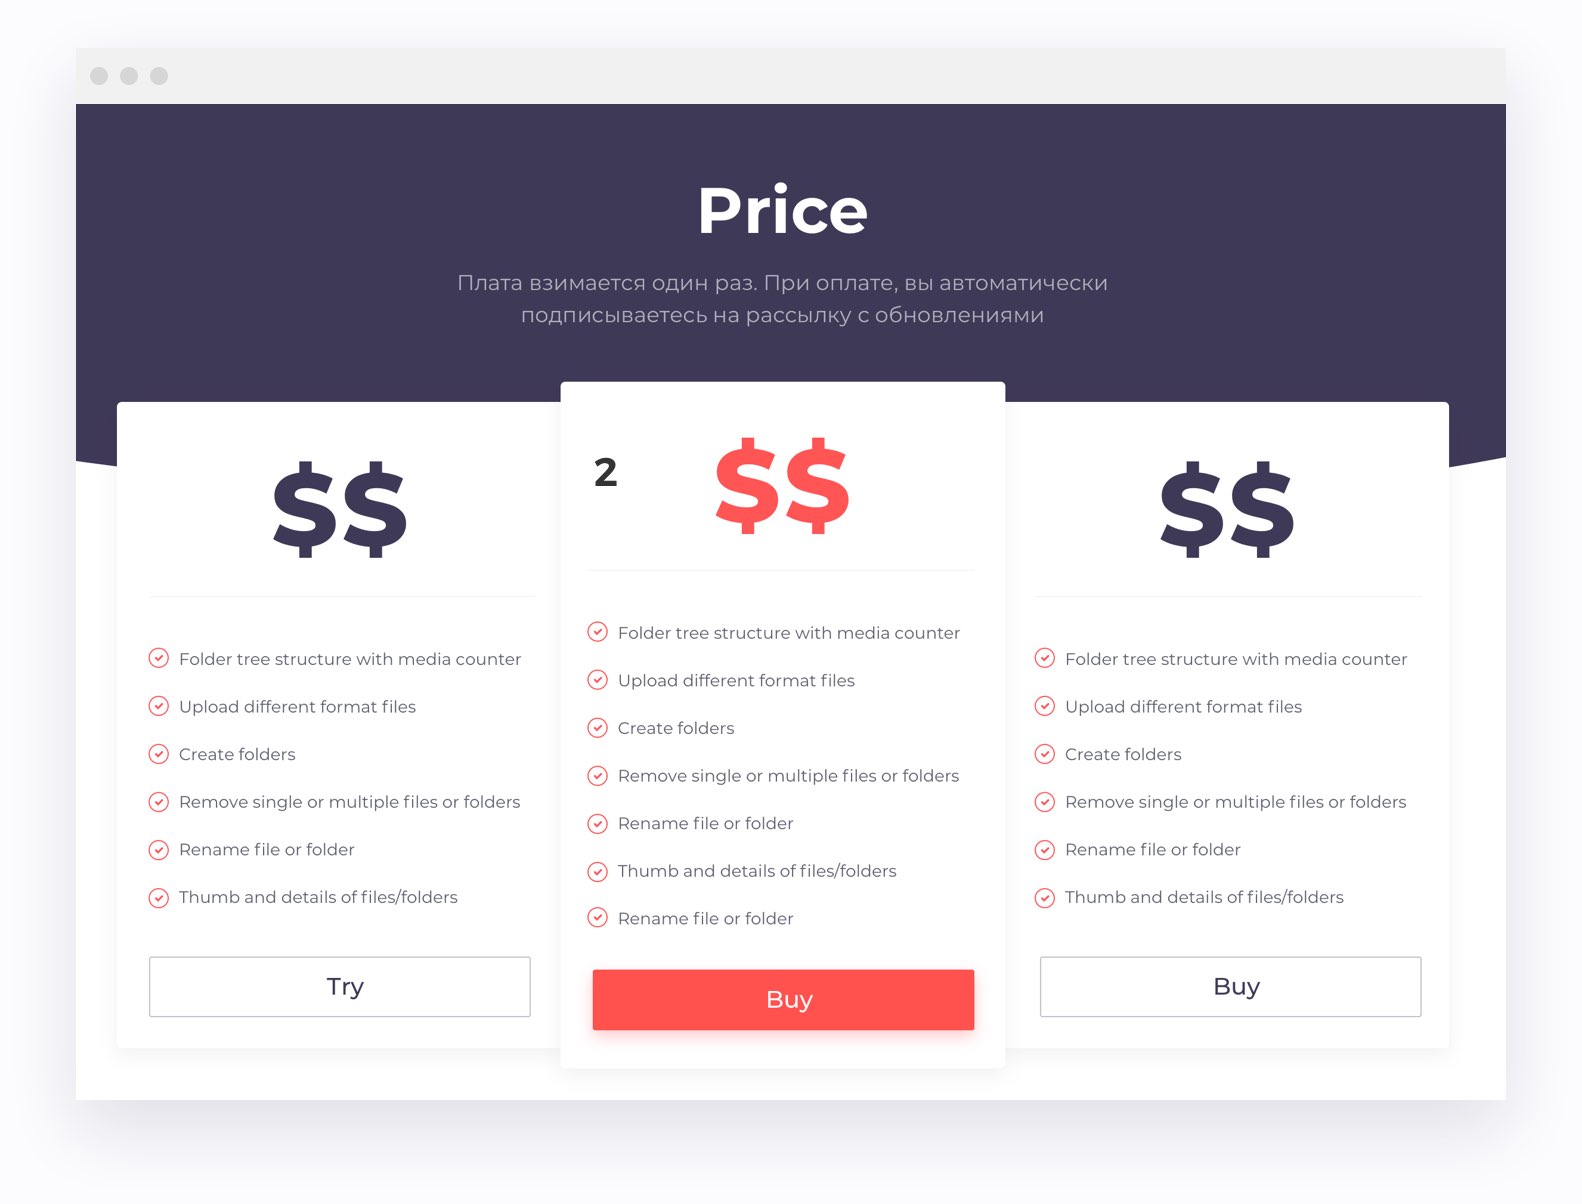 Price
Плата взимается один раз. При оплате, вы автоматически
подписываетесь на рассылку с обновлениями
$$
Folder tree structure with media counter
Upload different format files
Create folders
Remove single or multiple files or folders
Rename file or folder
Thumb and details of files/folders
Try
2
$$
Folder tree structure with media counter
Upload different format files
Create folders
Remove single or multiple files or folders
Rename file or folder
Thumb and details of files/folders
Rename file or folder
Buy
$$
Folder tree structure with media counter
Upload different format files
Create folders
Remove single or multiple files or folders
Rename file or folder
Thumb and details of files/folders
Buy